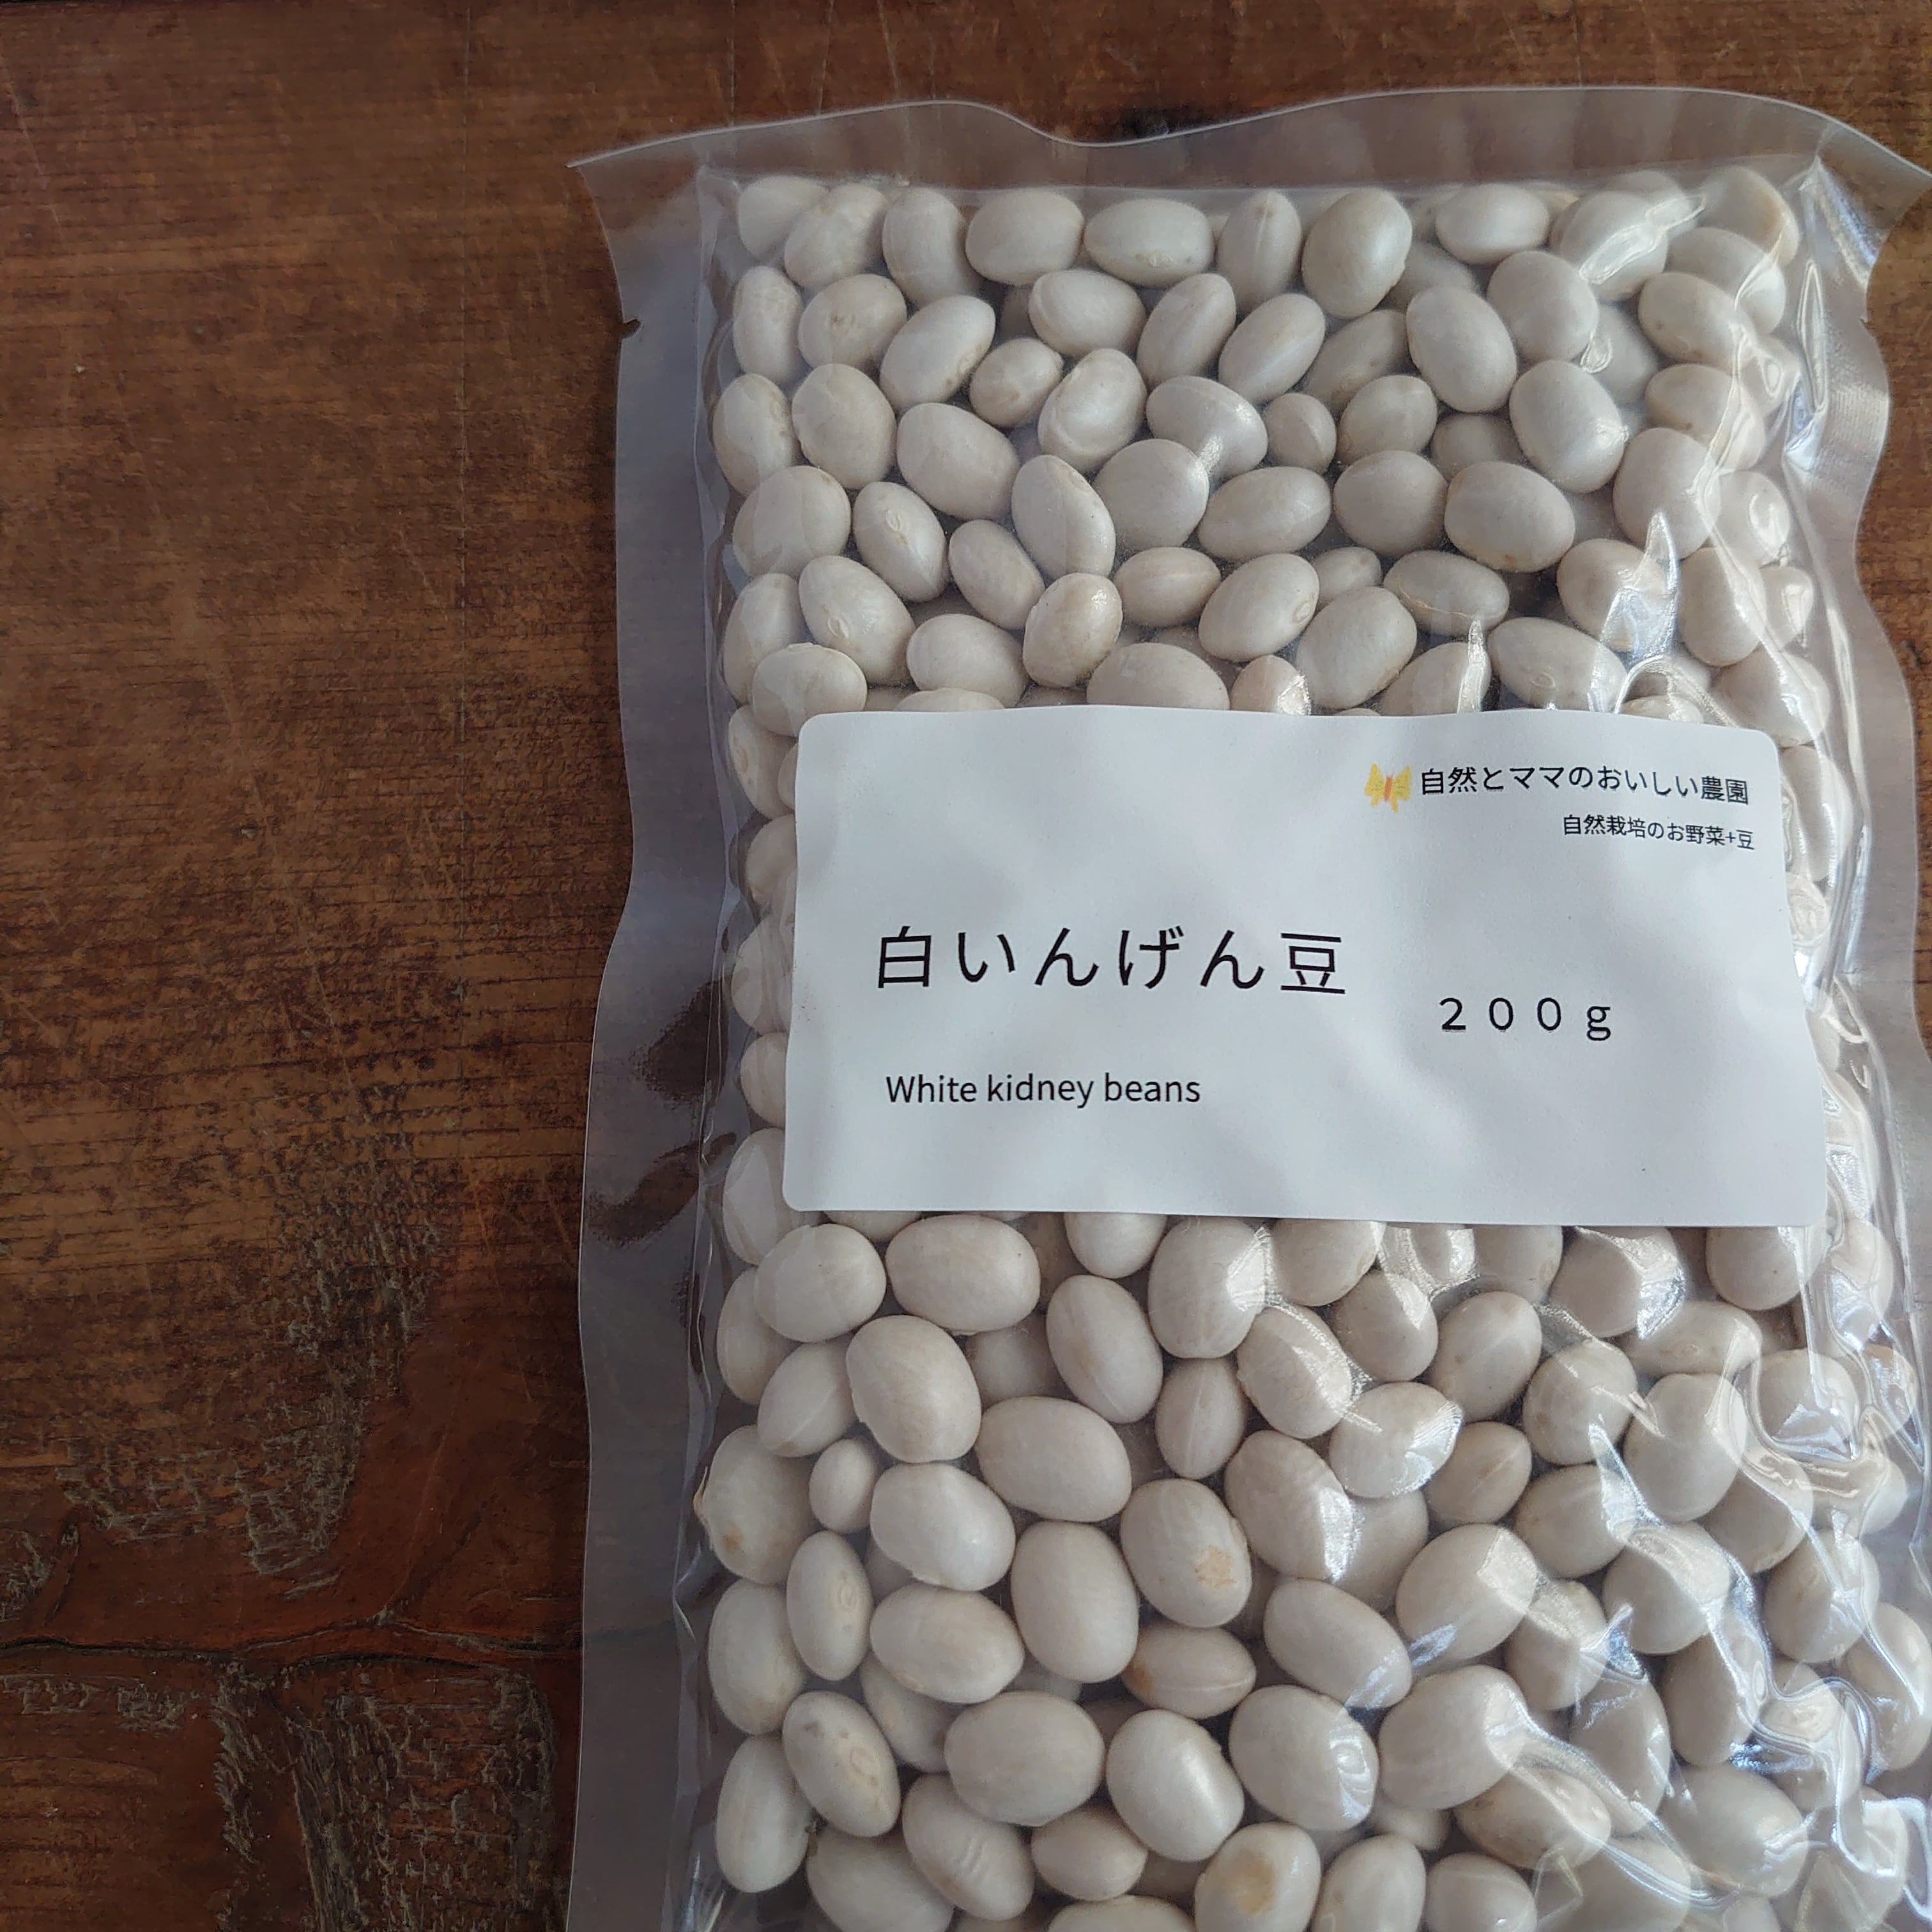 自然とママのおいしい農園
自然栽培のお野菜+豆
白いんげん豆
２００ｇ
White kidney beans